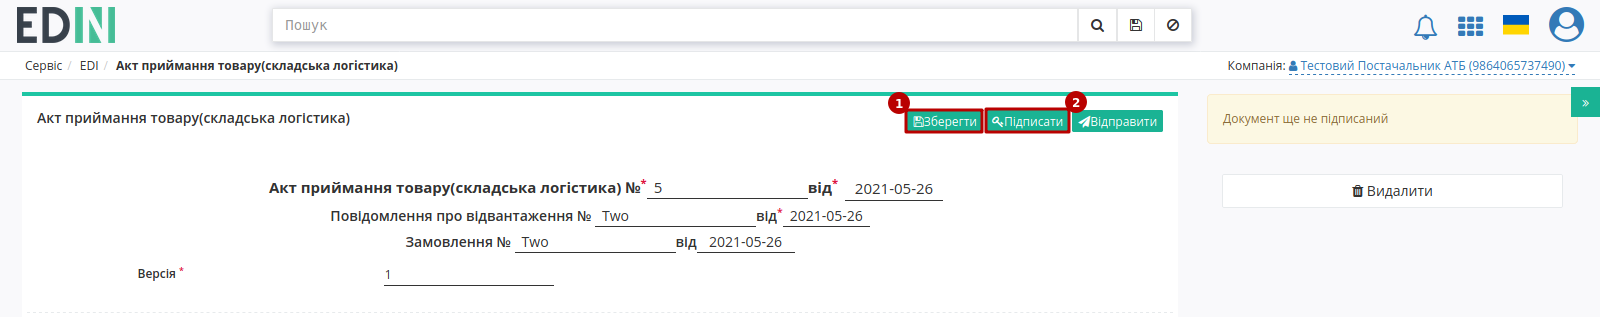 EDIN
Пошук
Сервіс / EDI / Акт приймання товару(складська логістика)
Компанія: Тестовий Постачальник АТБ (9864065737490)
1 2
Акт приймання товару(складська логістика)
Зберегти Підписати Відправити
»
Документ ще не підписаний
Видалити
Акт приймання товару(складська логістика) №* 5 від* 2021-05-26
Повідомлення про відвантаження № Two від* 2021-05-26
Замовлення № Two від 2021-05-26
Версія * 1